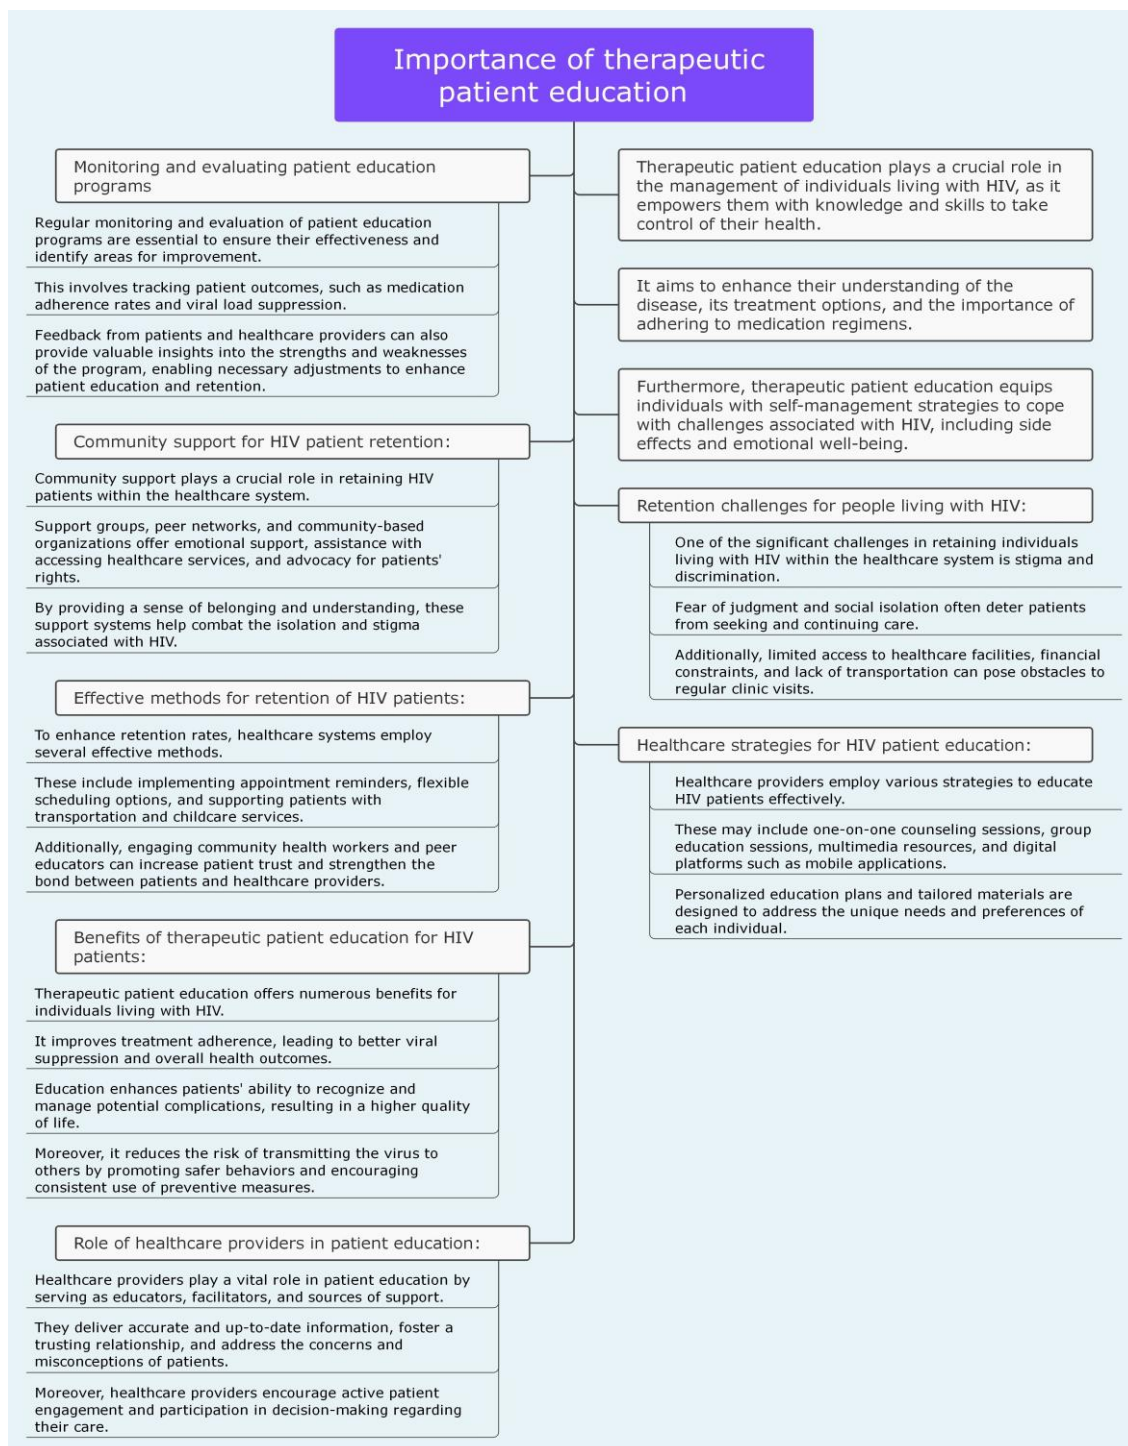 Importance of therapeutic
patient education
Monitoring and evaluating patient education
programs
Regular monitoring and evaluation of patient education
programs are essential to ensure their effectiveness and
identify areas for improvement.
This involves tracking patient outcomes, such as medication
adherence rates and viral load suppression.
Feedback from patients and healthcare providers can also
provide valuable insights into the strengths and weaknesses
of the program, enabling necessary adjustments to enhance
patient education and retention.
Community support for HIV patient retention:
Community support plays a crucial role in retaining HIV
patients within the healthcare system.
Support groups, peer networks, and community-based
organizations offer emotional support, assistance with
accessing healthcare services, and advocacy for patients'
rights.
By providing a sense of belonging and understanding, these
support systems help combat the isolation and stigma
associated with HIV.
Effective methods for retention of HIV patients:
To enhance retention rates, healthcare systems employ
several effective methods.
These include implementing appointment reminders, flexible
scheduling options, and supporting patients with
transportation and childcare services.
Additionally, engaging community health workers and peer
educators can increase patient trust and strengthen the
bond between patients and healthcare providers.
Benefits of therapeutic patient education for HIV
patients:
Therapeutic patient education offers numerous benefits for
individuals living with HIV.
It improves treatment adherence, leading to better viral
suppression and overall health outcomes.
Education enhances patients' ability to recognize and
manage potential complications, resulting in a higher quality
of life.
Moreover, it reduces the risk of transmitting the virus to
others by promoting safer behaviors and encouraging
consistent use of preventive measures.
Role of healthcare providers in patient education:
Healthcare providers play a vital role in patient education by
serving as educators, facilitators, and sources of support.
They deliver accurate and up-to-date information, foster a
trusting relationship, and address the concerns and
misconceptions of patients.
Moreover, healthcare providers encourage active patient
engagement and participation in decision-making regarding
their care.
Therapeutic patient education plays a crucial role in
the management of individuals living with HIV, as it
empowers them with knowledge and skills to take
control of their health.
It aims to enhance their understanding of the
disease, its treatment options, and the importance of
adhering to medication regimens.
Furthermore, therapeutic patient education equips
individuals with self-management strategies to cope
with challenges associated with HIV, including side
effects and emotional well-being.
Retention challenges for people living with HIV:
One of the significant challenges in retaining individuals
living with HIV within the healthcare system is stigma and
discrimination.
Fear of judgment and social isolation often deter patients
from seeking and continuing care.
Additionally, limited access to healthcare facilities, financial
constraints, and lack of transportation can pose obstacles to
regular clinic visits.
Healthcare strategies for HIV patient education:
Healthcare providers employ various strategies to educate
HIV patients effectively.
These may include one-on-one counseling sessions, group
education sessions, multimedia resources, and digital
platforms such as mobile applications.
Personalized education plans and tailored materials are
designed to address the unique needs and preferences of
each individual.